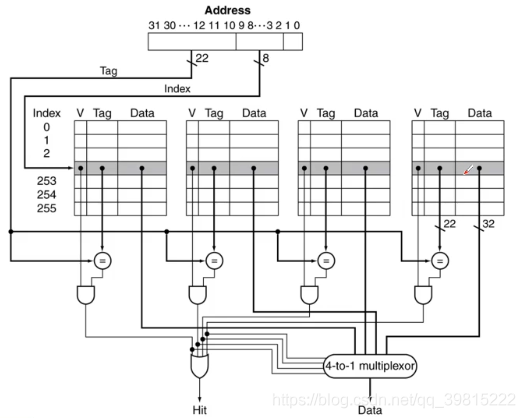 Address
31 30 ··· 12 11 10 9 8···3 2 1 0
22
8
Tag
Index
Index V Tag Data V Tag Data V Tag Data V Tag Data
0
1
2
253
254
255
22 32
= = = =
4-to-1 multiplexor
Hit Data
https://blog.csdn.net/qq_39815222